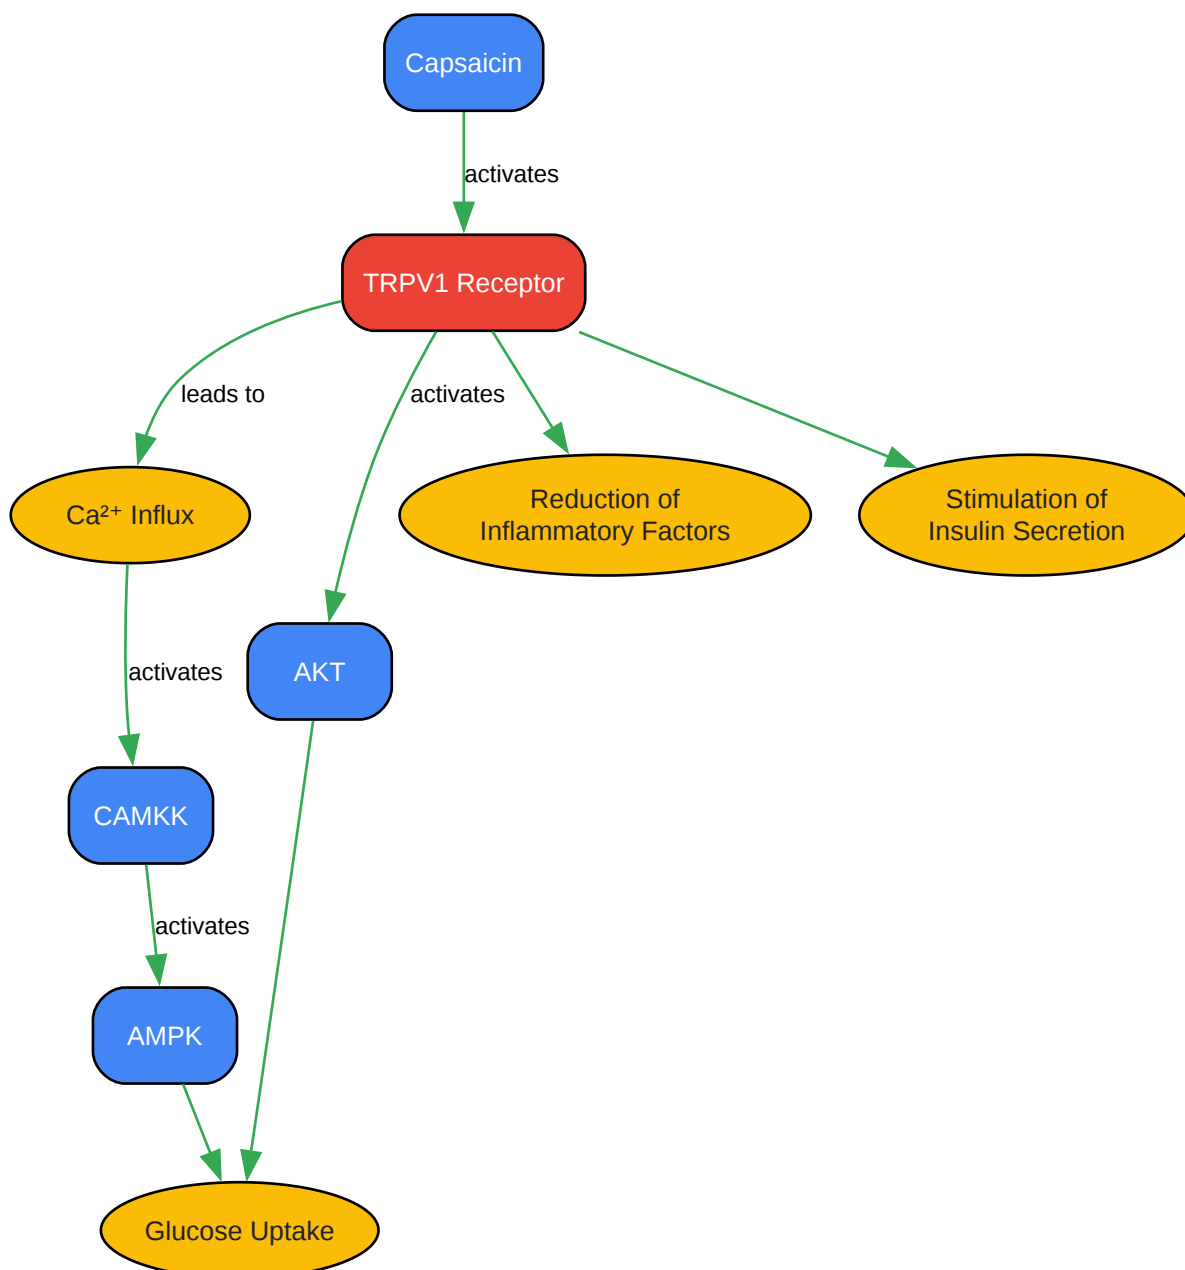 Capsaicin
activates
TRPV1 Receptor
leads to
activates
Ca²⁺ Influx
Reduction of
Inflammatory Factors
Stimulation of
Insulin Secretion
activates
AKT
CAMKK
activates
AMPK
Glucose Uptake